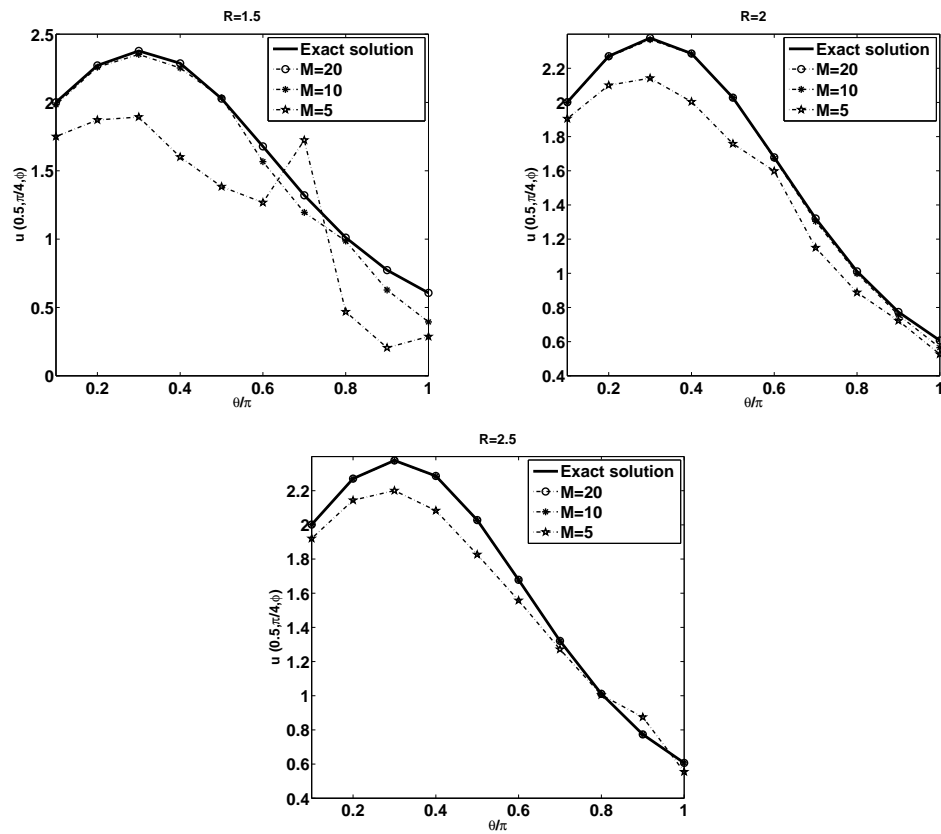 R=1.5
2.5
2
1.5
1
0.5
0
0.2
0.4
0.6
0.8
1
θ/π
u (0.5,π/4,ϕ)
Exact solution
M=20
M=10
M=5
R=2
2.2
2
1.8
1.6
1.4
1.2
1
0.8
0.6
0.4
0.2
0.4
0.6
0.8
1
θ/π
u (0.5,π/4,ϕ)
Exact solution
M=20
M=10
M=5
R=2.5
2.2
2
1.8
1.6
1.4
1.2
1
0.8
0.6
0.4
0.2
0.4
0.6
0.8
1
θ/π
u (0.5,π/4,ϕ)
Exact solution
M=20
M=10
M=5